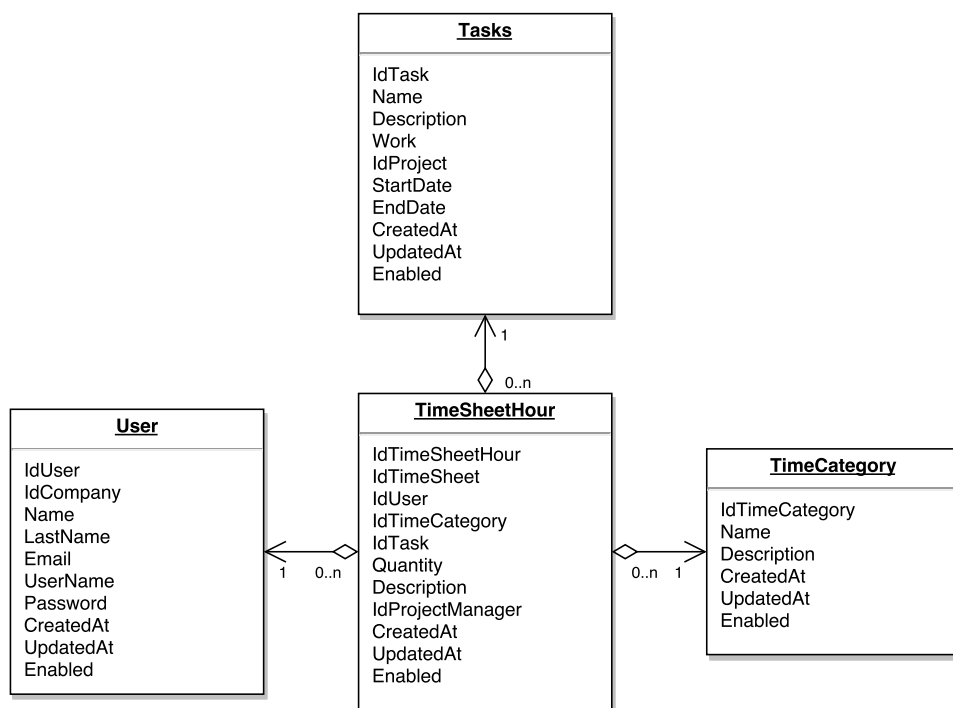 Tasks
IdTask
Name
Description
Work
IdProject
StartDate
EndDate
CreatedAt
UpdatedAt
Enabled
1
0..n
User
IdUser
IdCompany
Name
LastName
Email
UserName
Password
CreatedAt
UpdatedAt
Enabled
1
0..n
TimeSheetHour
IdTimeSheetHour
IdTimeSheet
IdUser
IdTimeCategory
IdTask
Quantity
Description
IdProjectManager
CreatedAt
UpdatedAt
Enabled
0..n
1
TimeCategory
IdTimeCategory
Name
Description
CreatedAt
UpdatedAt
Enabled